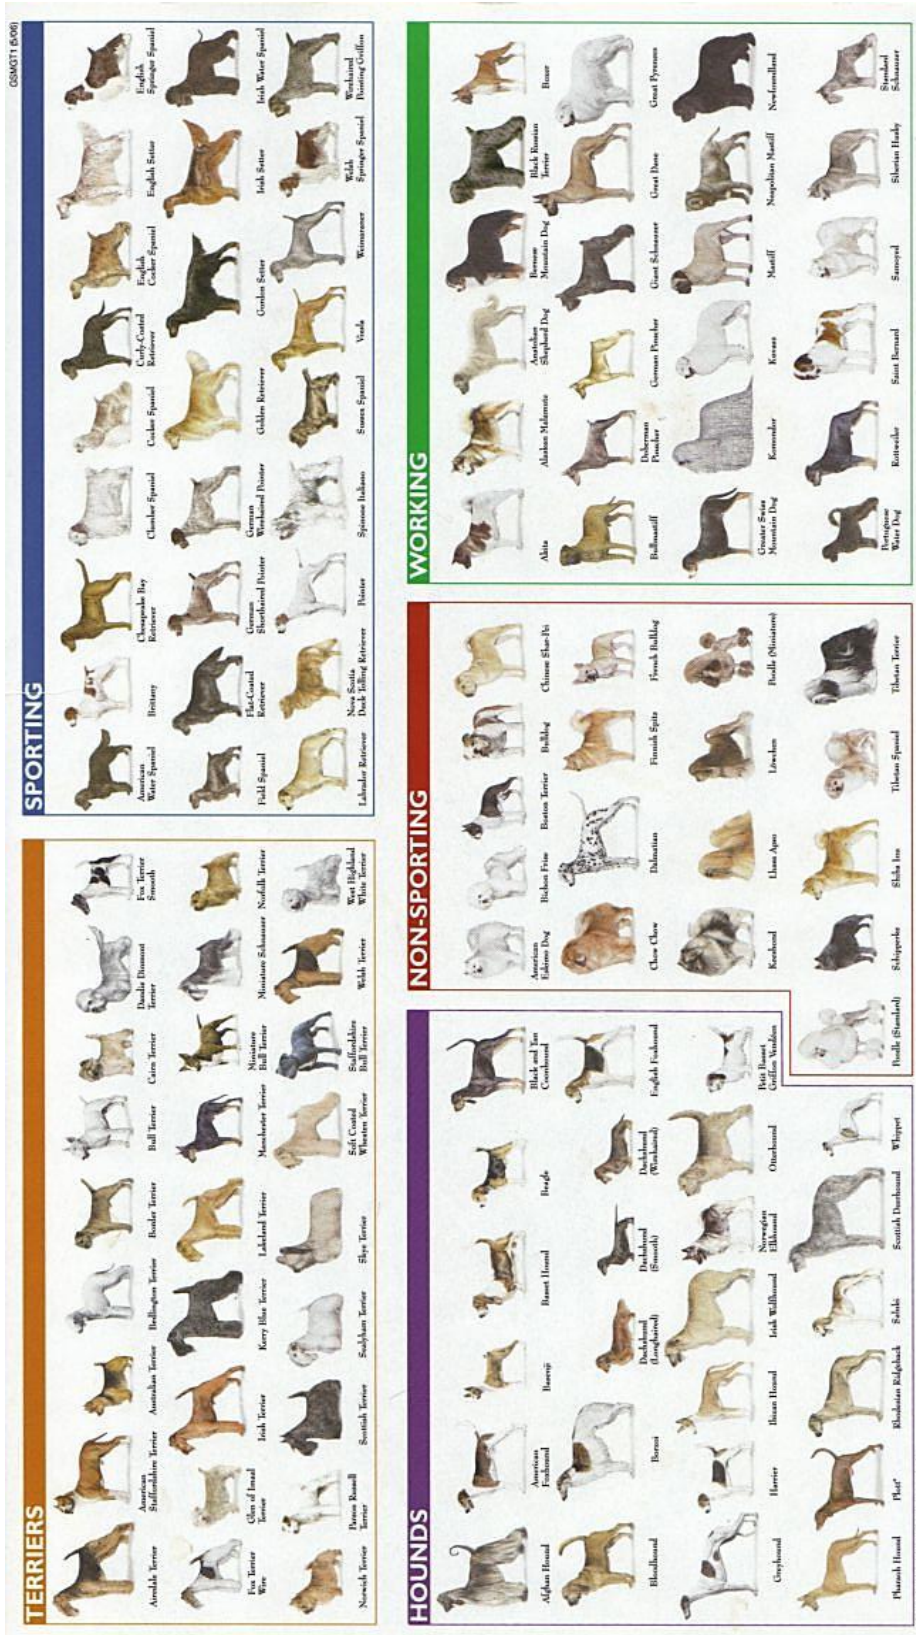 TERRIERS
Airedale Terrier
American
Staffordshire Terrier
Australian Terrier
Bedlington Terrier
Border Terrier
Bull Terrier
Cairn Terrier
Dandie Dinmont
Terrier
Fox Terrier
Smooth
Fox Terrier
Wire
Glen of Imaal
Terrier
Irish Terrier
Kerry Blue Terrier
Lakeland Terrier
Manchester Terrier
Miniature
Bull Terrier
Miniature Schnauzer
Norfolk Terrier
Norwich Terrier
Parson Russell
Terrier
Scottish Terrier
Sealyham Terrier
Skye Terrier
Soft Coated
Wheaten Terrier
Staffordshire
Bull Terrier
Welsh Terrier
West Highland
White Terrier
SPORTING
American
Water Spaniel
Brittany
Chesapeake Bay
Retriever
Clumber Spaniel
Cocker Spaniel
Curly-Coated
Retriever
English
Cocker Spaniel
English Setter
English
Springer Spaniel
Field Spaniel
Flat-Coated
Retriever
German
Shorthaired Pointer
German
Wirehaired Pointer
Golden Retriever
Gordon Setter
Irish Setter
Irish Water Spaniel
Labrador Retriever
Nova Scotia
Duck Tolling Retriever
Pointer
Spinone Italiano
Sussex Spaniel
Vizsla
Weimaraner
Welsh
Springer Spaniel
Wirehaired
Pointing Griffon
GSMGT1 (5/06)
HOUNDS
Afghan Hound
American
Foxhound
Basenji
Basset Hound
Beagle
Black and Tan
Coonhound
Bloodhound
Borzoi
Dachshund
(Longhaired)
Dachshund
(Smooth)
Dachshund
(Wirehaired)
English Foxhound
Greyhound
Harrier
Ibizan Hound
Irish Wolfhound
Norwegian
Elkhound
Otterhound
Petit Basset
Griffon Vendéen
Pharaoh Hound
Plott*
Rhodesian Ridgeback
Saluki
Scottish Deerhound
Whippet
NON-SPORTING
American
Eskimo Dog
Bichon Frise
Boston Terrier
Bulldog
Chinese Shar-Pei
Chow Chow
Dalmatian
Finnish Spitz
French Bulldog
Keeshond
Lhasa Apso
Löwchen
Poodle (Miniature)
Poodle (Standard)
Schipperke
Shiba Inu
Tibetan Spaniel
Tibetan Terrier
WORKING
Akita
Alaskan Malamute
Anatolian
Shepherd Dog
Bernese
Mountain Dog
Black Russian
Terrier
Boxer
Bullmastiff
Doberman
Pinscher
German Pinscher
Giant Schnauzer
Great Dane
Great Pyrenees
Greater Swiss
Mountain Dog
Komondor
Kuvasz
Mastiff
Neapolitan Mastiff
Newfoundland
Portuguese
Water Dog
Rottweiler
Saint Bernard
Samoyed
Siberian Husky
Standard
Schnauzer